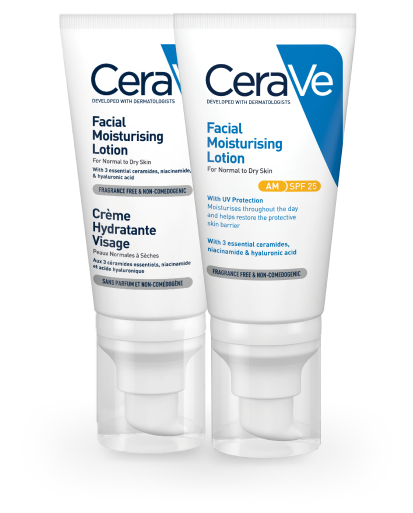 CeraVe
DEVELOPED WITH DERMATOLOGISTS
Facial
Moisturising
Lotion
For Normal to Dry Skin
With 3 essential ceramides, niacinamide,
& hyaluronic acid
FRAGRANCE FREE & NON-COMEDOGENIC
Crème
Hydratante
Visage
Peaux Normales à Sèches
Aux 3 céramides essentiels, niacinamide
et acide hyaluronique
SANS PARFUM ET NON-COMÉDOGÈNE
CeraVe
DEVELOPED WITH DERMATOLOGISTS
Facial
Moisturising
Lotion
For Normal to Dry Skin
AM SPF 25
With UV Protection
Moisturises throughout the day
and helps restore the protective
skin barrier
With 3 essential ceramides,
niacinamide & hyaluronic acid
FRAGRANCE FREE & NON-COMEDOGENIC